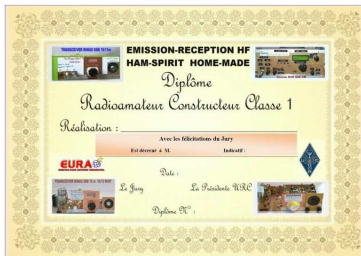 EMISSION-RECEPTION HF
HAM-SPIRIT HOME-MADE
Diplôme
Radioamateur Constructeur Classe 1
Réalisation :
Avec les félicitations du Jury
Est décerné à M. Indicatif :
EURAO
Date :
Le Jury La Présidente URC
Diplôme N° :